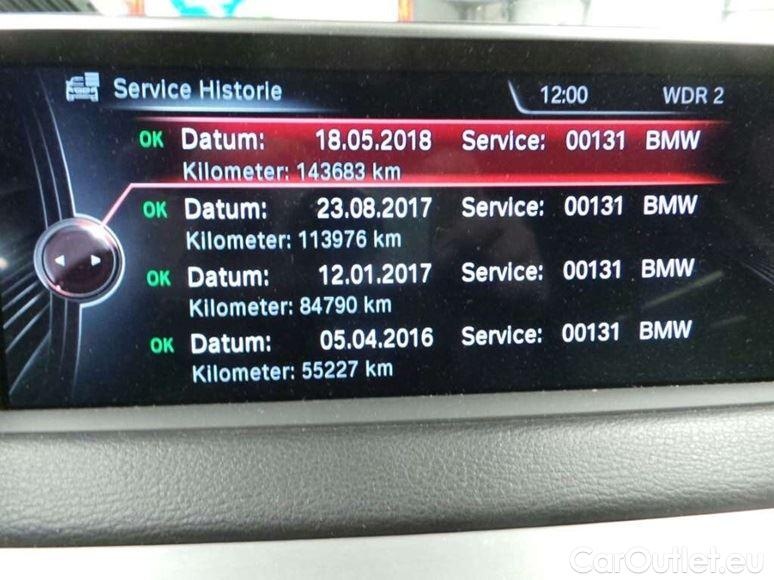 Service Historie 12:00 WDR 2
OK Datum: 18.05.2018 Service: 00131 BMW
Kilometer: 143683 km
OK Datum: 23.08.2017 Service: 00131 BMW
Kilometer: 113976 km
OK Datum: 12.01.2017 Service: 00131 BMW
Kilometer: 84790 km
OK Datum: 05.04.2016 Service: 00131 BMW
Kilometer: 55227 km
CarOutlet.eu